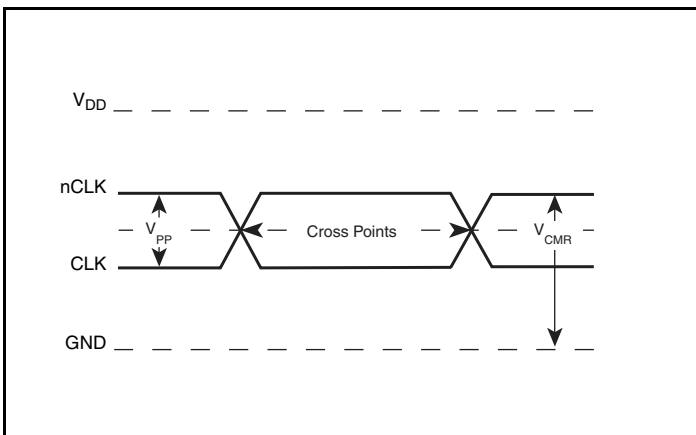 VDD
nCLK
VPP
Cross Points
VCMR
CLK
GND